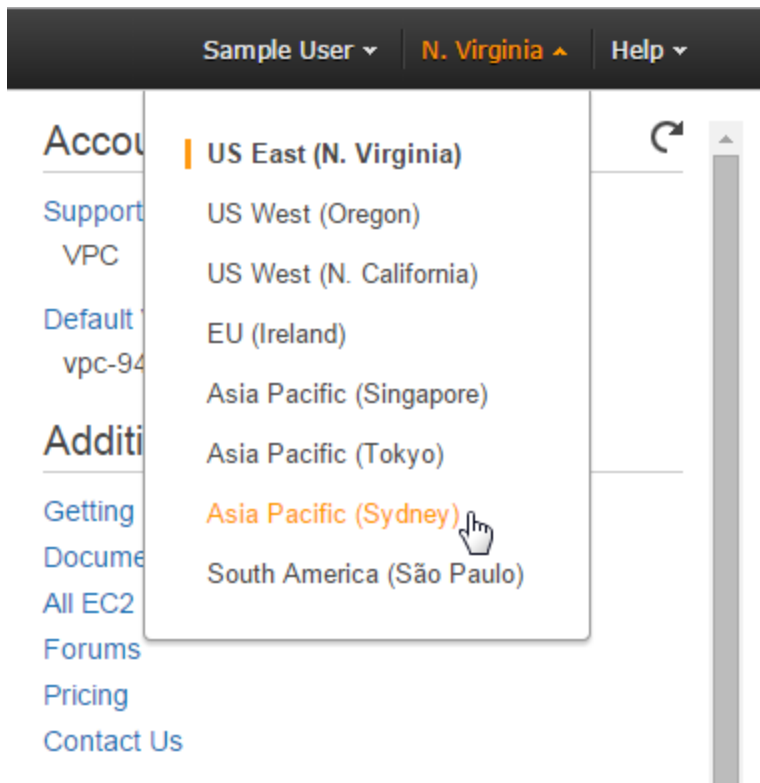 Sample User N. Virginia Help
US East (N. Virginia)
US West (Oregon)
US West (N. California)
EU (Ireland)
Asia Pacific (Singapore)
Asia Pacific (Tokyo)
Asia Pacific (Sydney)
South America (São Paulo)
Support
VPC
Default
vpc-94
Getting
All EC2
Forums
Pricing
Contact Us